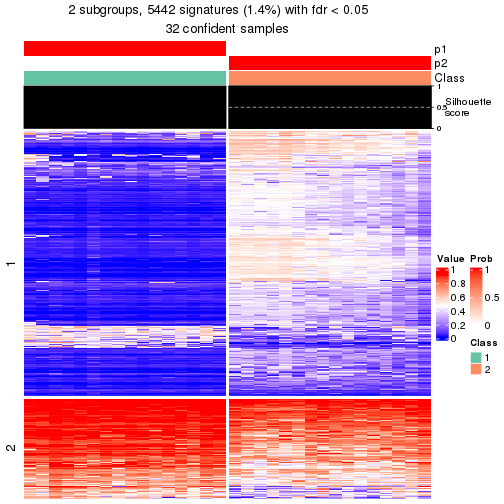 2 subgroups, 5442 signatures (1.4%) with fdr < 0.05
32 confident samples
p1
p2
Class
1
0.5
0
Silhouette
score
1
2
Value
1
0.8
0.6
0.4
0.2
0
Prob
1
0.5
0
Class
1
2